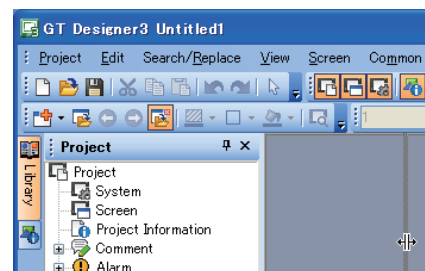 GT Designer3 Untitled1
Project Edit Search/Replace View Screen Common
1
Project
Library
Project
System
Screen
Project Information
Comment
Alarm